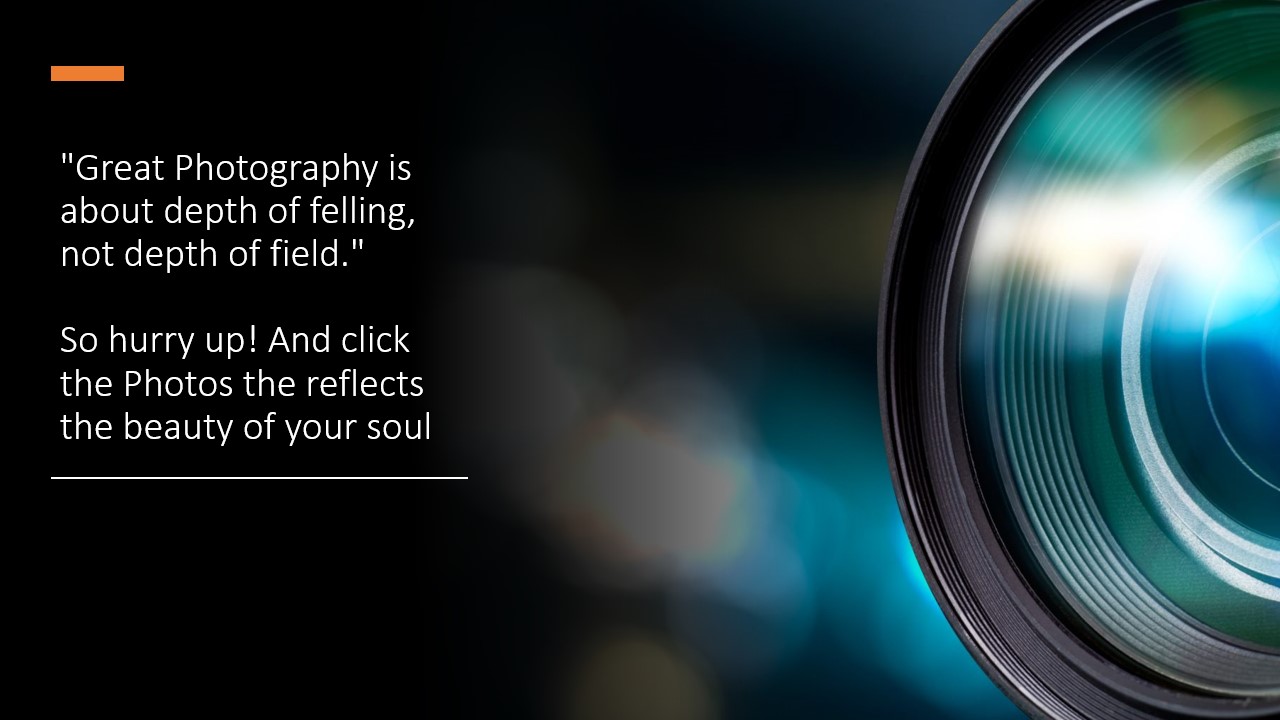 "Great Photography is
about depth of felling,
not depth of field."
So hurry up! And click
the Photos the reflects
the beauty of your soul